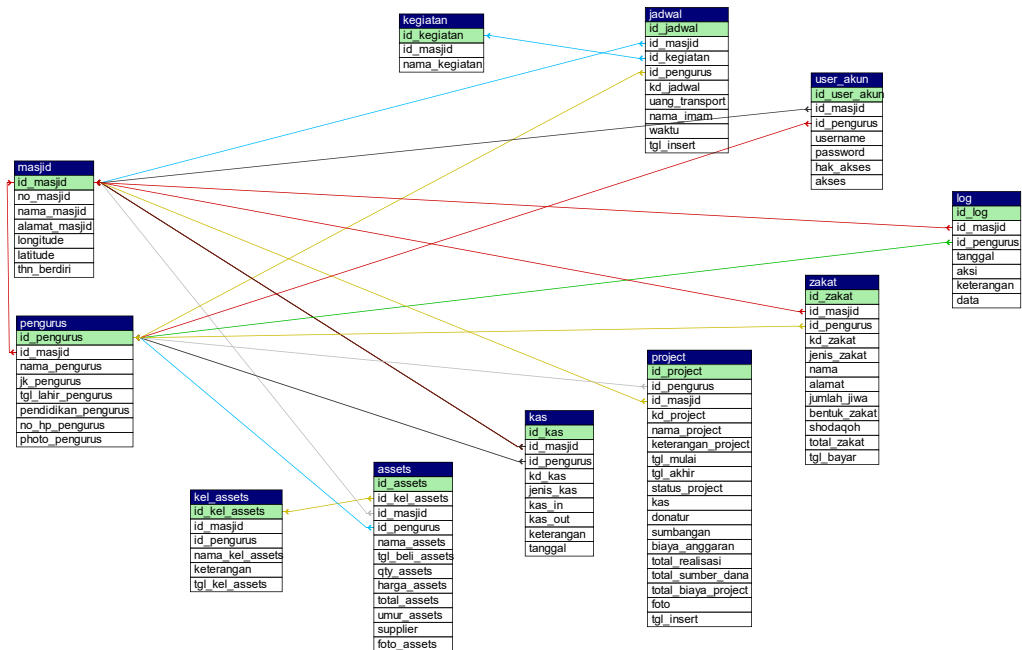 kegiatan
id_kegiatan
id_masjid
nama_kegiatan
jadwal
id_jadwal
id_masjid
id_kegiatan
id_pengurus
kd_jadwal
uang_transport
nama_imam
waktu
tgl_insert
user_akun
id_user_akun
id_masjid
id_pengurus
username
password
hak_akses
akses
masjid
id_masjid
no_masjid
nama_masjid
alamat_masjid
longitude
latitude
thn_berdiri
log
id_log
id_masjid
id_pengurus
tanggal
aksi
keterangan
data
zakat
id_zakat
id_masjid
id_pengurus
kd_zakat
jenis_zakat
nama
alamat
jumlah_jiwa
bentuk_zakat
shodaqoh
total_zakat
tgl_bayar
pengurus
id_pengurus
id_masjid
nama_pengurus
jk_pengurus
tgl_lahir_pengurus
pendidikan_pengurus
no_hp_pengurus
photo_pengurus
project
id_project
id_pengurus
id_masjid
kd_project
nama_project
keterangan_project
tgl_mulai
tgl_akhir
status_project
kas
donatur
sumbangan
biaya_anggaran
total_realisasi
total_sumber_dana
total_biaya_project
foto
tgl_insert
kas
id_kas
id_masjid
id_pengurus
kd_kas
jenis_kas
kas_in
kas_out
keterangan
tanggal
assets
id_assets
id_kel_assets
id_masjid
id_pengurus
nama_assets
tgl_beli_assets
qty_assets
harga_assets
total_assets
umur_assets
supplier
foto_assets
kel_assets
id_kel_assets
id_masjid
id_pengurus
nama_kel_assets
keterangan
tgl_kel_assets